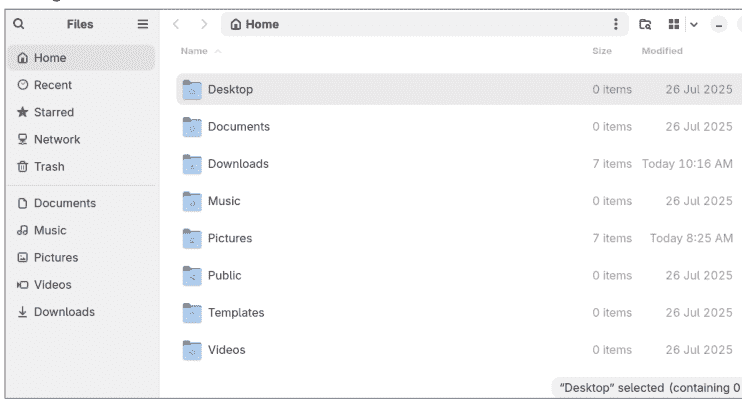 Files
Home
Home
Recent
Starred
Network
Trash
Documents
Music
Pictures
Videos
Downloads
Name Size Modified
Desktop 0 items 26 Jul 2025
Documents 0 items 26 Jul 2025
Downloads 7 items Today 10:16 AM
Music 0 items 26 Jul 2025
Pictures 7 items Today 8:25 AM
Public 0 items 26 Jul 2025
Templates 0 items 26 Jul 2025
Videos 0 items 26 Jul 2025
“Desktop” selected (containing 0